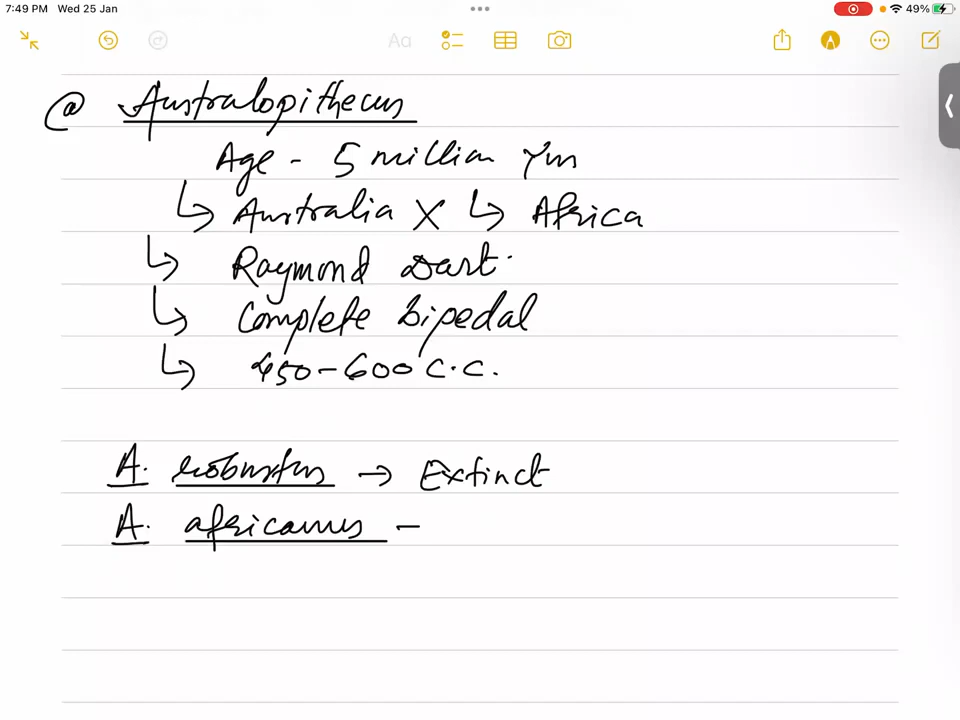 7:49 PM Wed 25 Jan 49%
Aa
@ Australopithecus
Age - 5 million yrs
↳ Australia X ↳ Africa
↳ Raymond Dart.
↳ Complete bipedal
↳ 450-600 C.C.
A. robustus → Extinct
A. africanus -